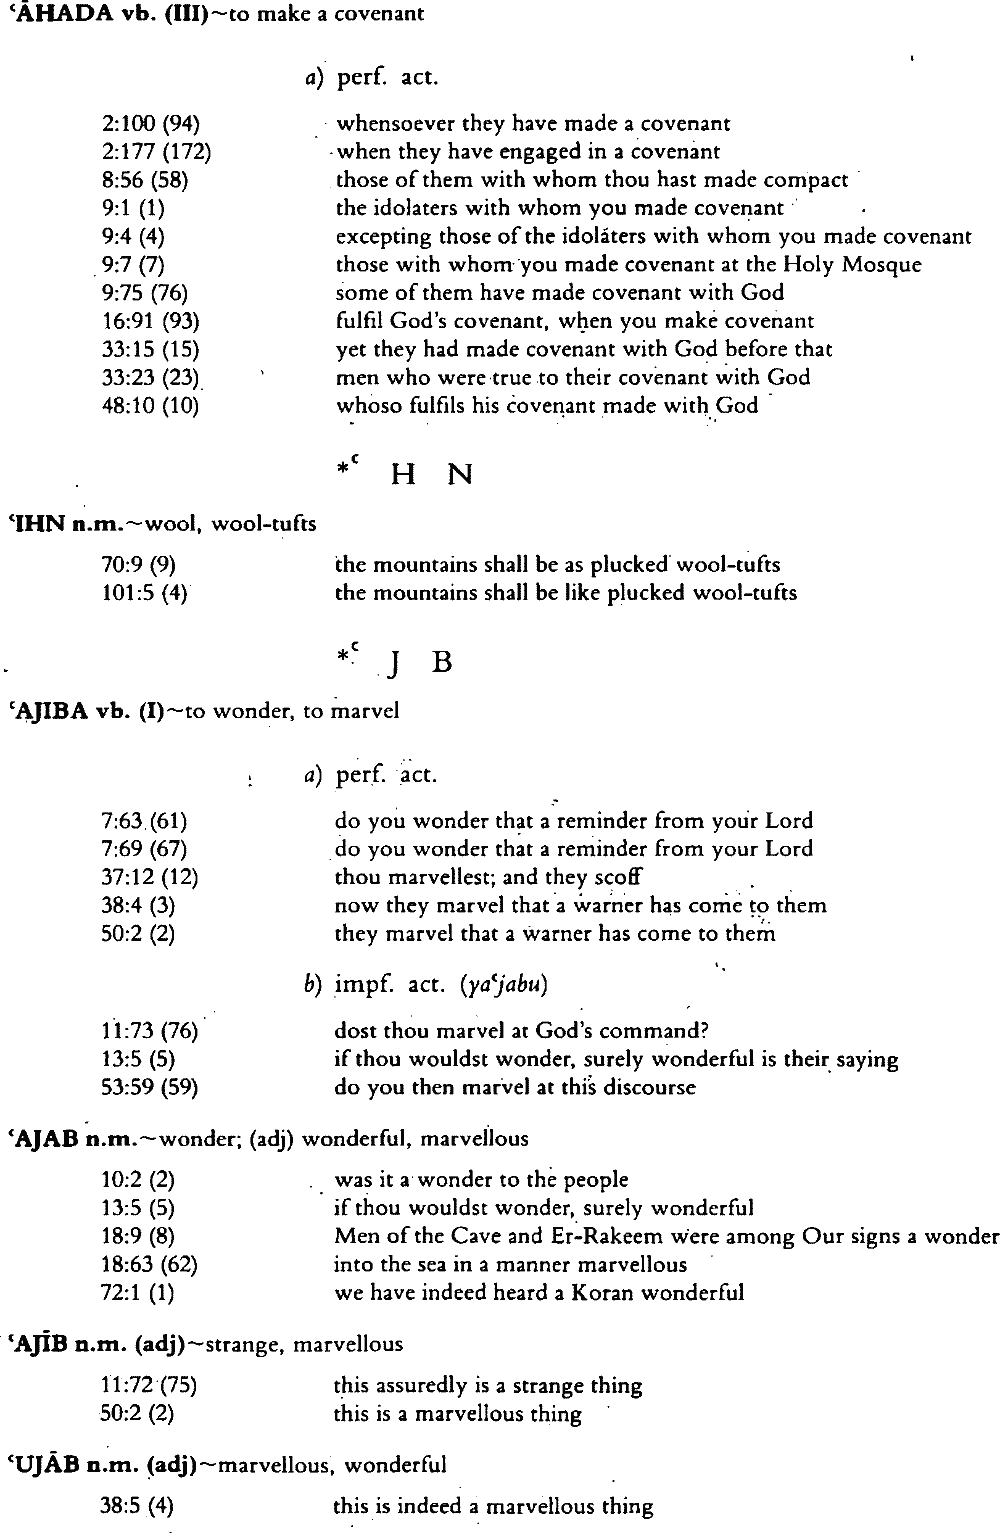 ʿĀHADA vb. (III)~to make a covenant
a) perf. act.
2:100 (94) whensoever they have made a covenant
2:177 (172) when they have engaged in a covenant
8:56 (58) those of them with whom thou hast made compact
9:1 (1) the idolaters with whom you made covenant
9:4 (4) excepting those of the idolaters with whom you made covenant
9:7 (7) those with whom you made covenant at the Holy Mosque
9:75 (76) some of them have made covenant with God
16:91 (93) fulfil God's covenant, when you make covenant
33:15 (15) yet they had made covenant with God before that
33:23 (23) men who were true to their covenant with God
48:10 (10) whoso fulfils his covenant made with God
*ʿ H N
ʿIHN n.m.~wool, wool-tufts
70:9 (9) the mountains shall be as plucked wool-tufts
101:5 (4) the mountains shall be like plucked wool-tufts
*ʿ J B
ʿAJIBA vb. (I)~to wonder, to marvel
a) perf. act.
7:63 (61) do you wonder that a reminder from your Lord
7:69 (67) do you wonder that a reminder from your Lord
37:12 (12) thou marvellest; and they scoff
38:4 (3) now they marvel that a warner has come to them
50:2 (2) they marvel that a warner has come to them
b) impf. act. (yaʿjabu)
11:73 (76) dost thou marvel at God's command?
13:5 (5) if thou wouldst wonder, surely wonderful is their saying
53:59 (59) do you then marvel at this discourse
ʿAJAB n.m.~wonder; (adj) wonderful, marvellous
10:2 (2) was it a wonder to the people
13:5 (5) if thou wouldst wonder, surely wonderful
18:9 (8) Men of the Cave and Er-Rakeem were among Our signs a wonder
18:63 (62) into the sea in a manner marvellous
72:1 (1) we have indeed heard a Koran wonderful
ʿAJĪB n.m. (adj)~strange, marvellous
11:72 (75) this assuredly is a strange thing
50:2 (2) this is a marvellous thing
ʿUJĀB n.m. (adj)~marvellous, wonderful
38:5 (4) this is indeed a marvellous thing